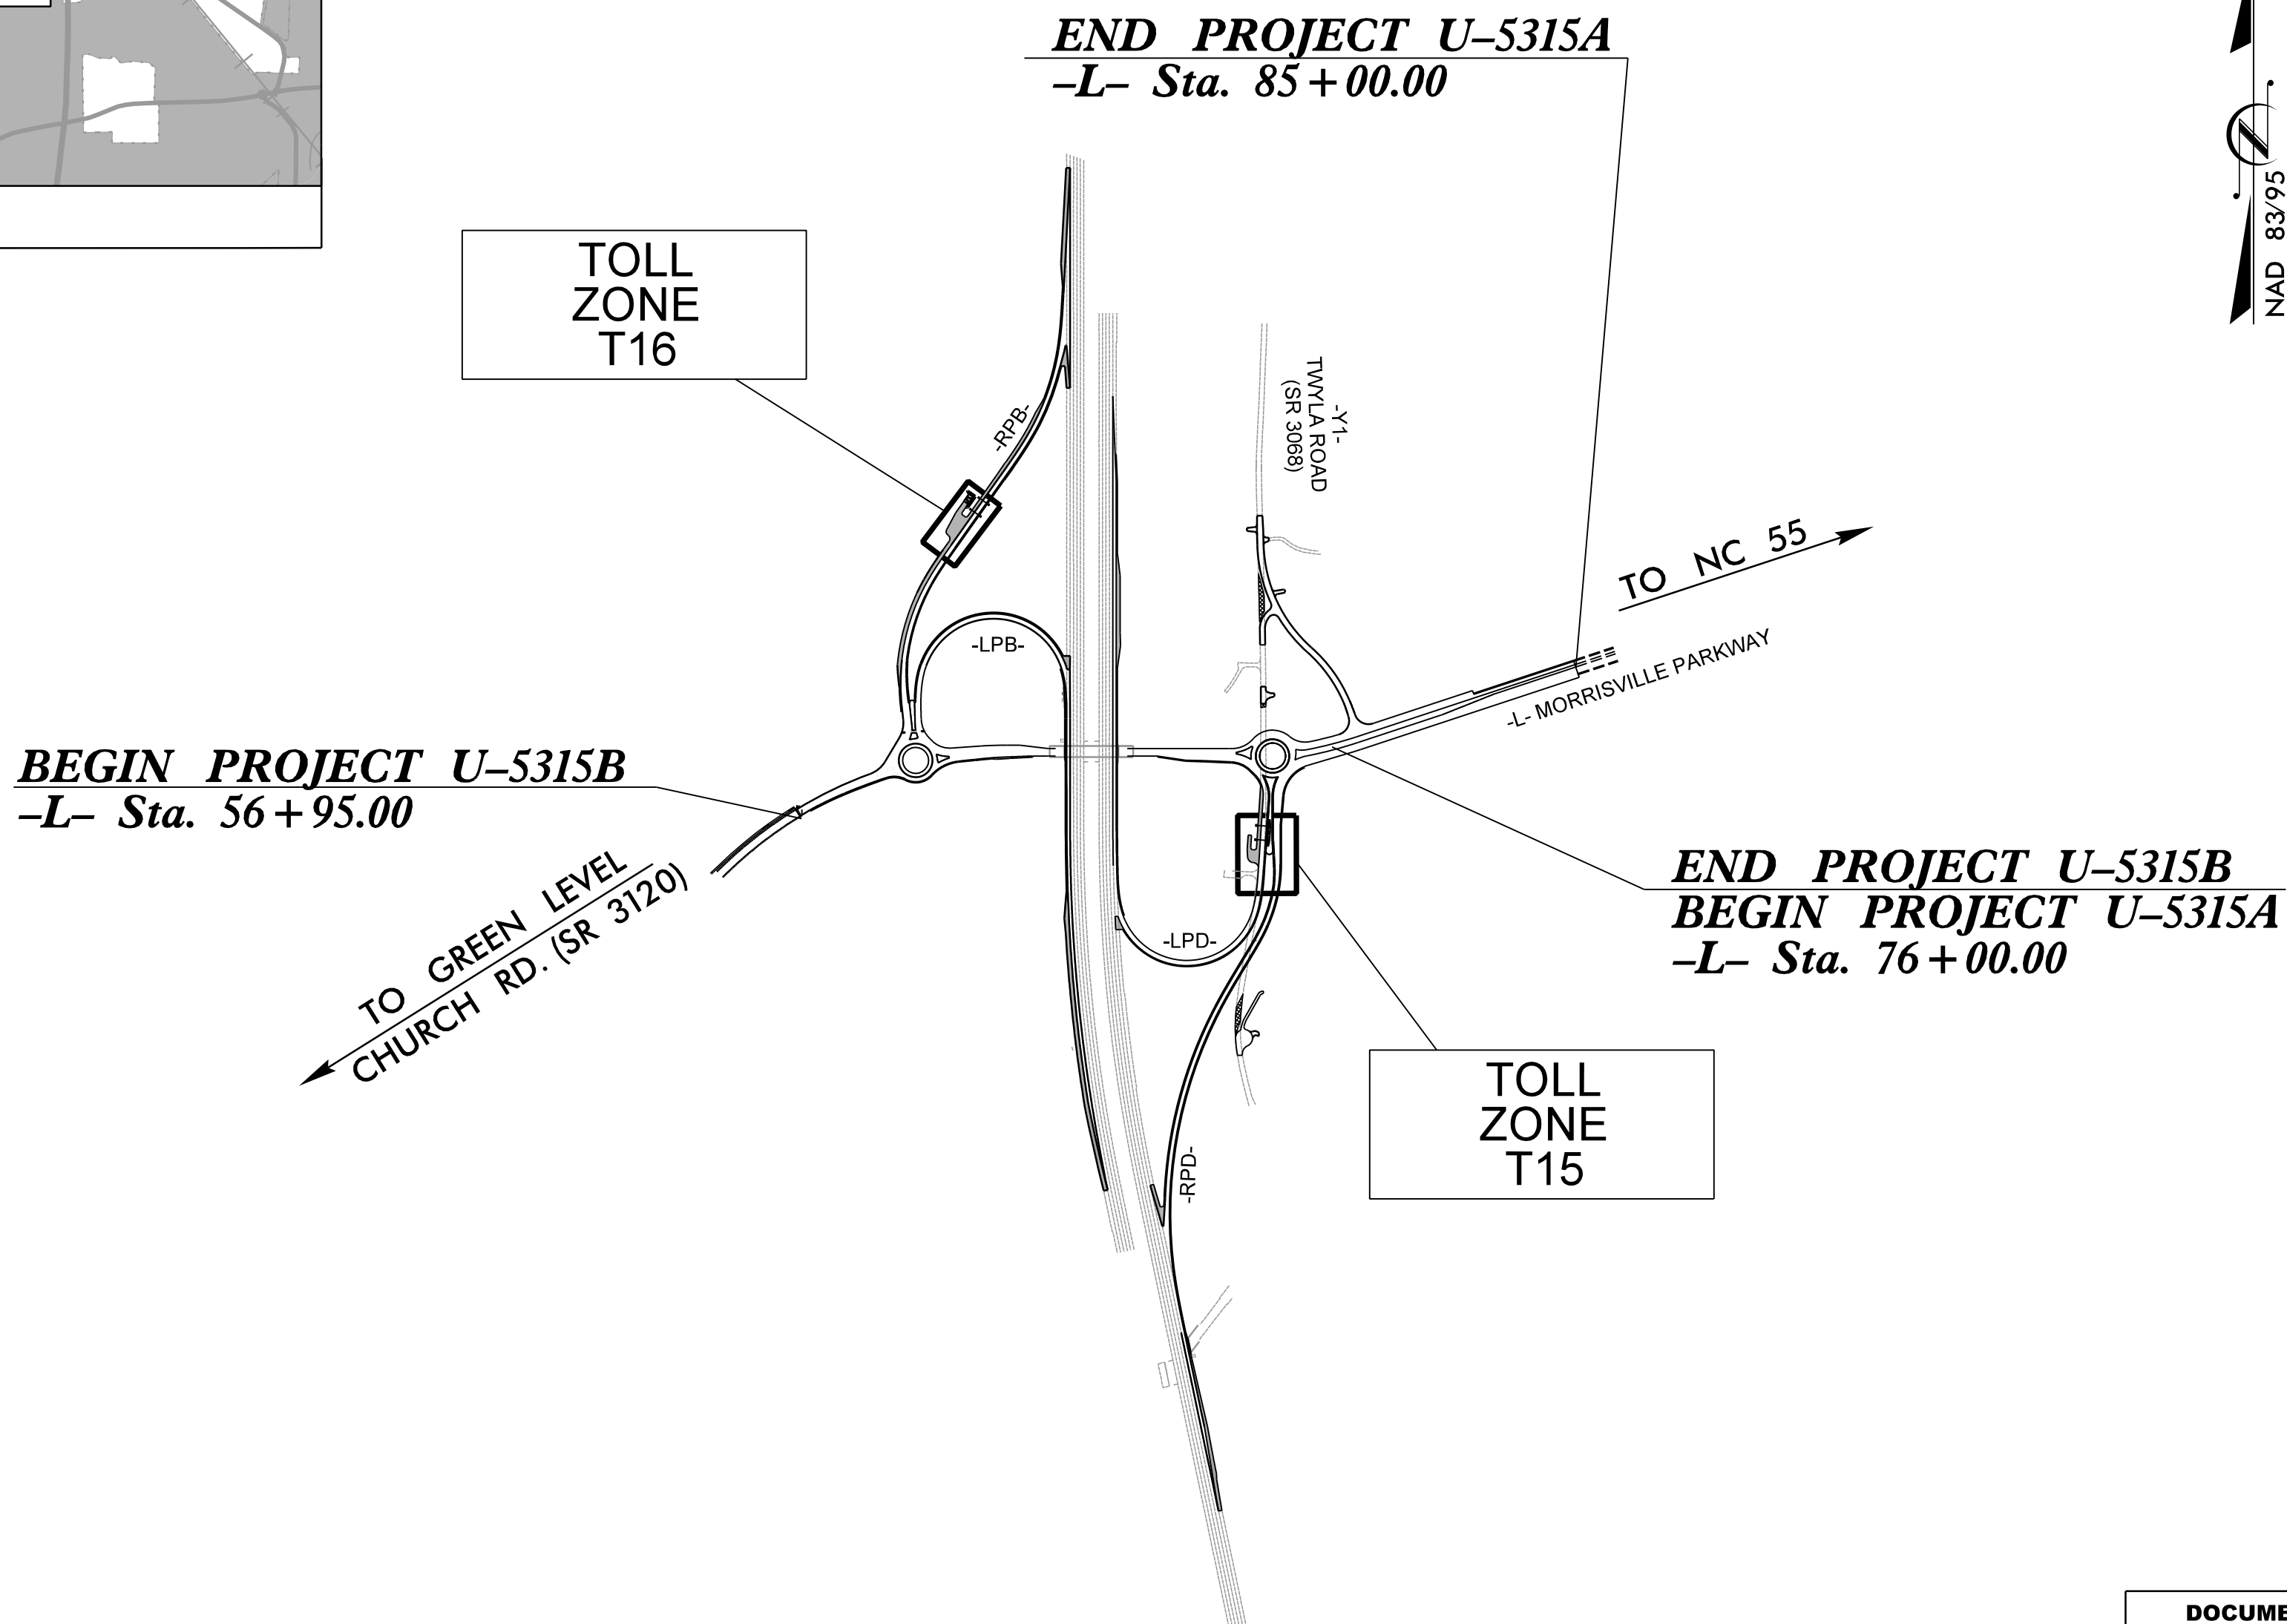 END PROJECT U–5315A
–L– Sta. 85+00.00
NAD 83/95
TOLL
ZONE
T16
-RPB-
-Y1-
TWYLA ROAD
(SR 3068)
TO NC 55
-LPB-
-L- MORRISVILLE PARKWAY
BEGIN PROJECT U–5315B
–L– Sta. 56+95.00
TO GREEN LEVEL
CHURCH RD. (SR 3120)
END PROJECT U–5315B
BEGIN PROJECT U–5315A
–L– Sta. 76+00.00
-LPD-
TOLL
ZONE
T15
-RPD-
DOCUME